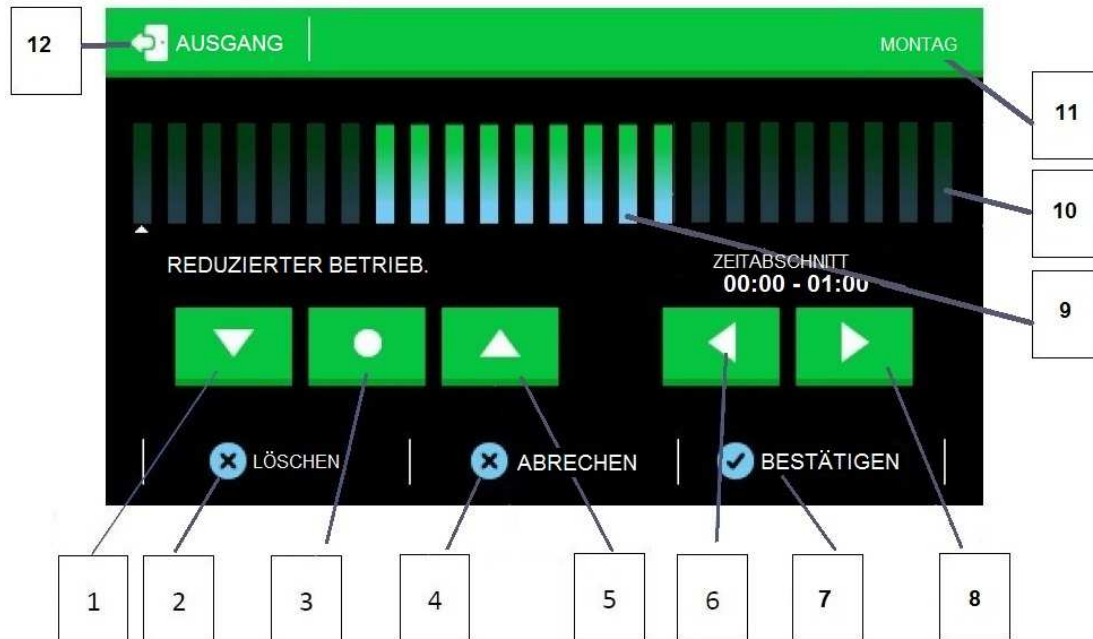 12
AUSGANG
MONTAG
11
10
REDUZIERTER BETRIEB.
ZEITABSCHNITT
00:00 - 01:00
9
LÖSCHEN
ABRECHEN
BESTÄTIGEN
1 2 3 4 5 6 7 8